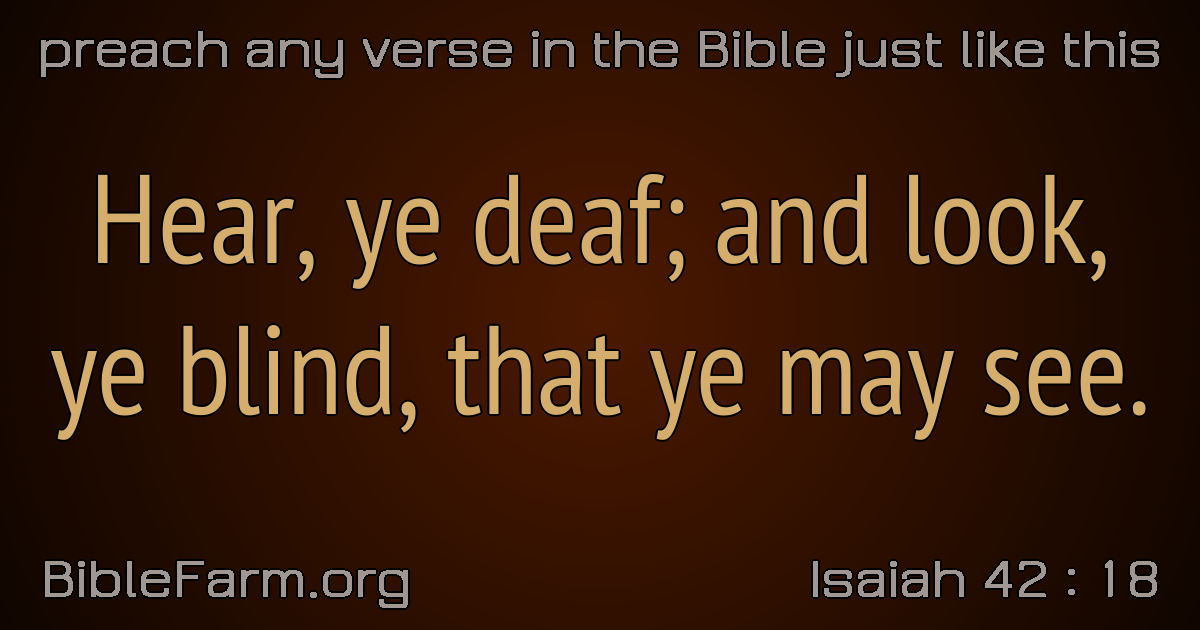 preach any verse in the Bible just like this
Hear, ye deaf; and look,
ye blind, that ye may see.
BibleFarm.org
Isaiah 42 : 18